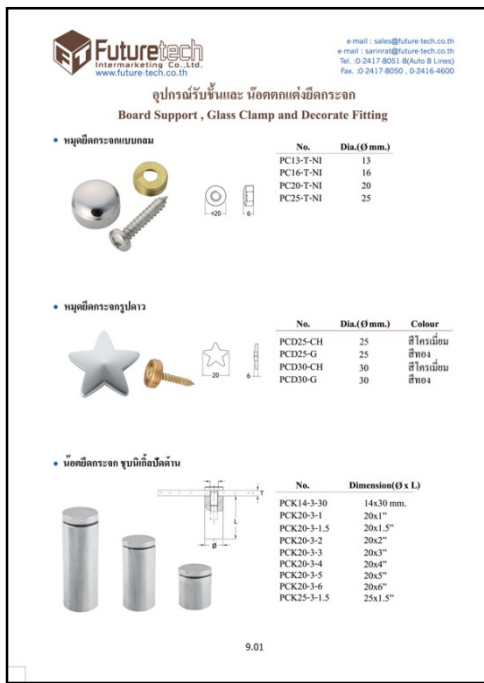 FT Futuretech
Intermarketing Co.,Ltd.
www.future-tech.co.th
e-mail : sales@future-tech.co.th
e-mail : sarinrat@future-tech.co.th
Tel. :0-2417-8051-8(Auto 8 Lines)
Fax. :0-2417-8050 , 0-2416-4600
อุปกรณ์รับชั้นและ น๊อตตกแต่งยึดกระจก
Board Support , Glass Clamp and Decorate Fitting
• หมุดยึดกระจกแบบกลม
No. Dia.(Ø mm.)
PC13-T-NI 13
PC16-T-NI 16
PC20-T-NI 20
PC25-T-NI 25
+20 6
• หมุดยึดกระจกรูปดาว
No. Dia.(Ø mm.) Colour
PCD25-CH 25 สีโครเมี่ยม
PCD25-G 25 สีทอง
PCD30-CH 30 สีโครเมี่ยม
PCD30-G 30 สีทอง
20 6
• น๊อตยึดกระจก ชุบนิเกิ้ลปัดด้าน
No. Dimension(Ø x L)
PCK14-3-30 14x30 mm.
PCK20-3-1 20x1”
PCK20-3-1.5 20x1.5”
PCK20-3-2 20x2”
PCK20-3-3 20x3”
PCK20-3-4 20x4”
PCK20-3-5 20x5”
PCK20-3-6 20x6”
PCK25-3-1.5 25x1.5”
T
L
Ø
9.01